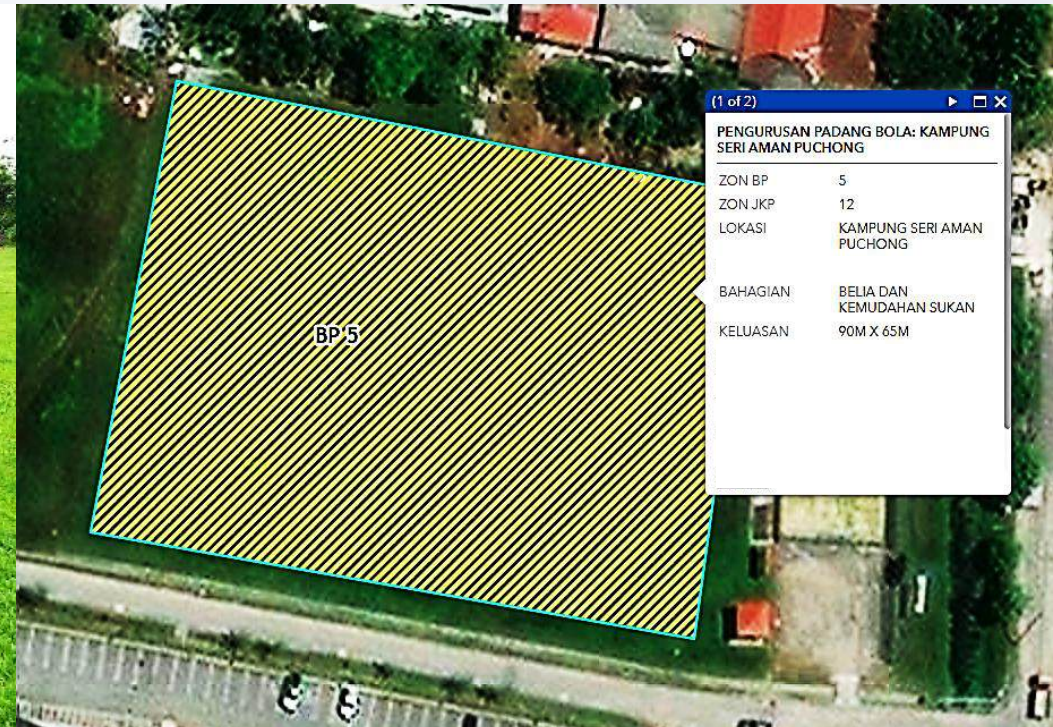 (1 of 2)
PENGURUSAN PADANG BOLA: KAMPUNG
SERI AMAN PUCHONG
ZON BP 5
ZON JKP 12
LOKASI KAMPUNG SERI AMAN
PUCHONG
BAHAGIAN BELIA DAN
KEMUDAHAN SUKAN
KELUASAN 90M X 65M
BP 5